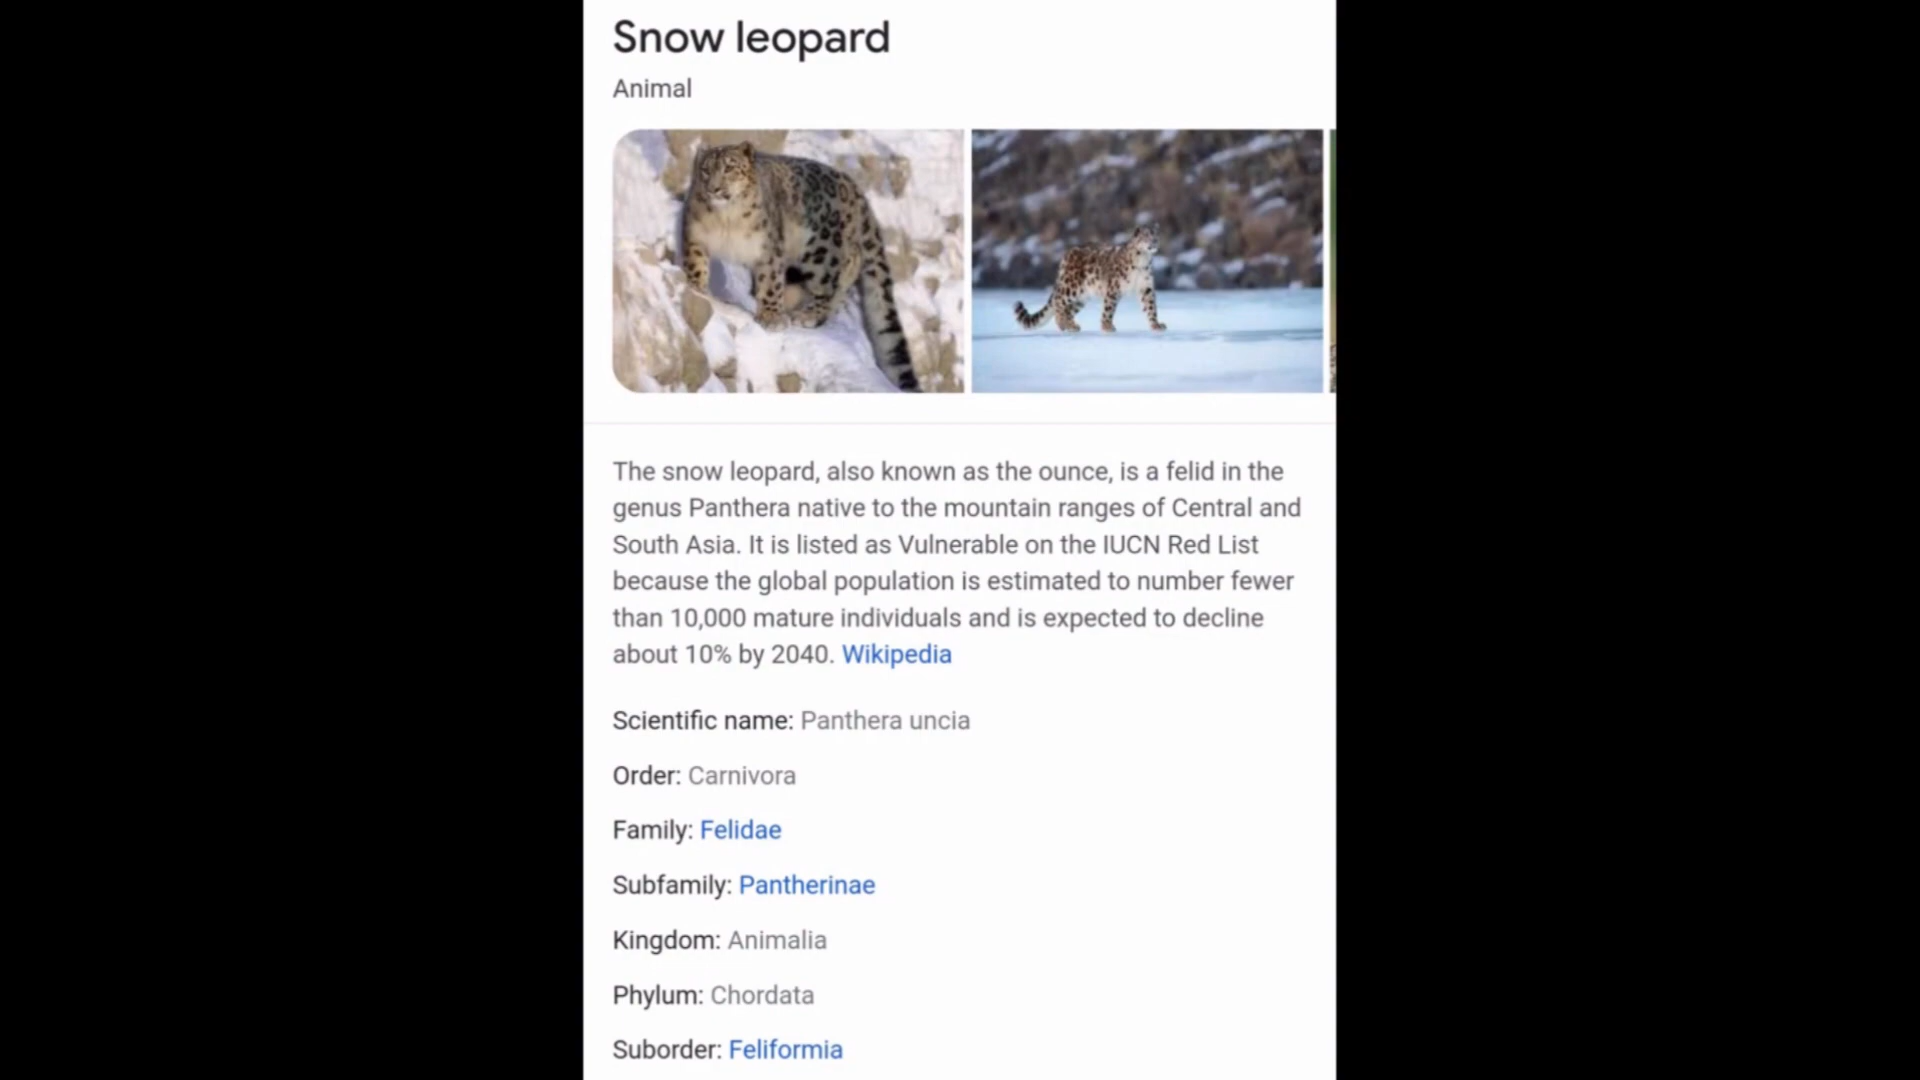 Snow leopard
Animal
The snow leopard, also known as the ounce, is a felid in the
genus Panthera native to the mountain ranges of Central and
South Asia. It is listed as Vulnerable on the IUCN Red List
because the global population is estimated to number fewer
than 10,000 mature individuals and is expected to decline
about 10% by 2040. Wikipedia
Scientific name: Panthera uncia
Order: Carnivora
Family: Felidae
Subfamily: Pantherinae
Kingdom: Animalia
Phylum: Chordata
Suborder: Feliformia